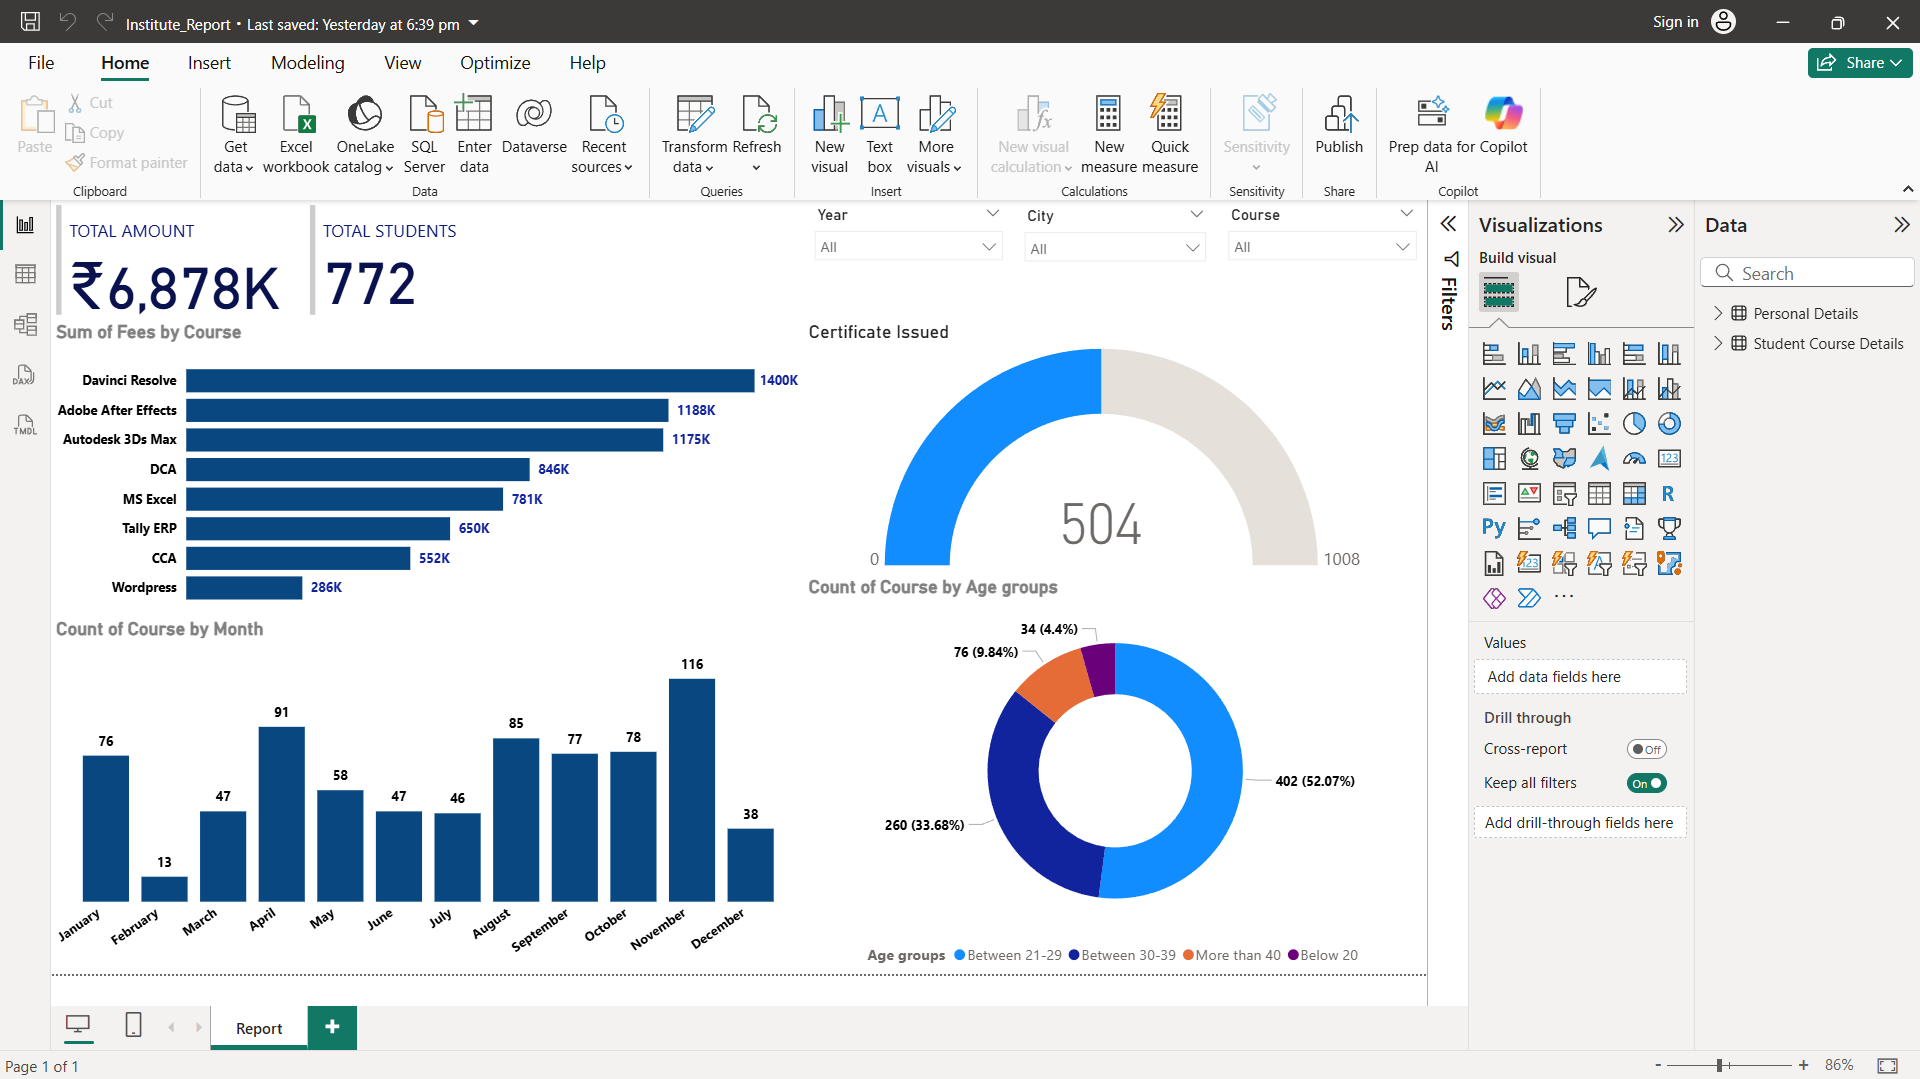 Institute_Report • Last saved: Yesterday at 6:39 pm
Sign in
File
Home
Insert
Modeling
View
Optimize
Help
Share
Paste
Cut
Copy
Format painter
Clipboard
Get data
Excel workbook
OneLake catalog
SQL Server
Enter data
Dataverse
Recent sources
Data
Transform data
Refresh
Queries
New visual
Text box
More visuals
Insert
New visual calculation
New measure
Quick measure
Calculations
Sensitivity
Sensitivity
Publish
Share
Prep data for AI
Copilot
Copilot
DAX
TMDL
TOTAL AMOUNT
₹6,878K
TOTAL STUDENTS
772
Year
All
City
All
Course
All
Sum of Fees by Course
Davinci Resolve 1400K
Adobe After Effects 1188K
Autodesk 3Ds Max 1175K
DCA 846K
MS Excel 781K
Tally ERP 650K
CCA 552K
Wordpress 286K
Certificate Issued
504
0
1008
Count of Course by Month
76
13
47
91
58
47
46
85
77
78
116
38
January
February
March
April
May
June
July
August
September
October
November
December
Count of Course by Age groups
34 (4.4%)
76 (9.84%)
402 (52.07%)
260 (33.68%)
Age groups Between 21-29 Between 30-39 More than 40 Below 20
Filters
Visualizations
Build visual
123
R
Py
123
Values
Add data fields here
Drill through
Cross-report
Off
Keep all filters
On
Add drill-through fields here
Data
Search
Personal Details
Student Course Details
Report
Page 1 of 1
- + 86%